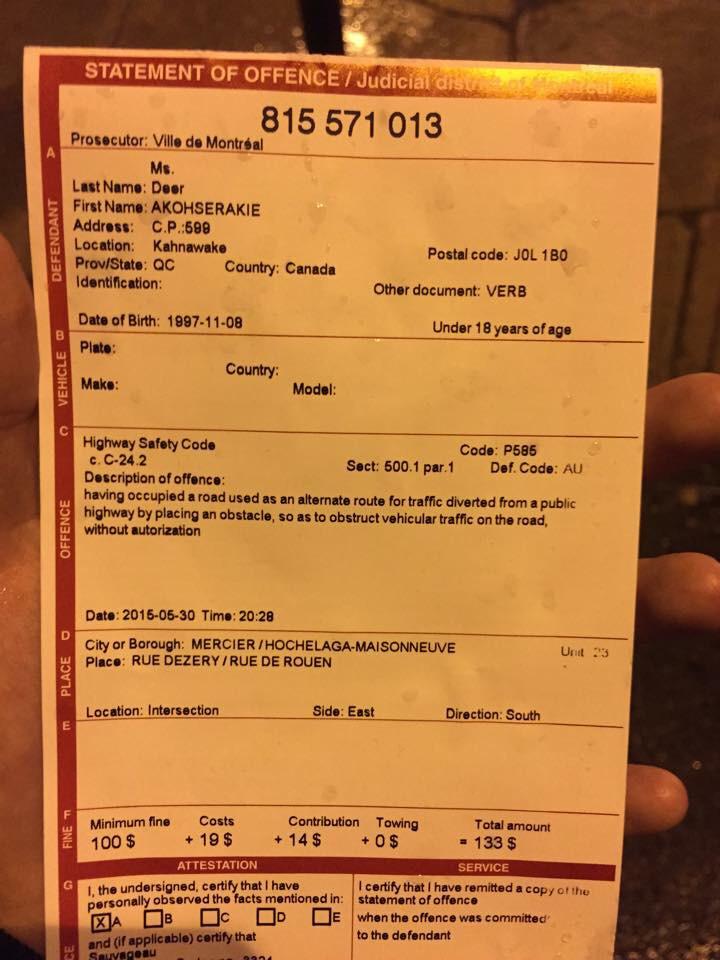 STATEMENT OF OFFENCE / Judicial district of Montréal
815 571 013
Prosecutor: Ville de Montréal
A
DEFENDANT
Ms.
Last Name: Deer
First Name: AKOHSERAKIE
Address: C.P.:599
Location: Kahnawake
Postal code: J0L 1B0
Prov/State: QC Country: Canada
Identification:
Other document: VERB
Date of Birth: 1997-11-08 Under 18 years of age
B
VEHICLE
Plate:
Country:
Make: Model:
C
OFFENCE
Highway Safety Code Code: P585
c. C-24.2 Sect: 500.1 par.1 Def. Code: AU
Description of offence:
having occupied a road used as an alternate route for traffic diverted from a public
highway by placing an obstacle, so as to obstruct vehicular traffic on the road,
without autorization
Date: 2015-05-30 Time: 20:28
D
PLACE
City or Borough: MERCIER / HOCHELAGA-MAISONNEUVE Unit 23
Place: RUE DEZERY / RUE DE ROUEN
Location: Intersection Side: East Direction: South
E
F
FINE
Minimum fine Costs Contribution Towing Total amount
100 $ + 19 $ + 14 $ + 0 $ = 133 $
ATTESTATION SERVICE
G
I, the undersigned, certify that I have
personally observed the facts mentioned in:
X A B C D E
and (if applicable) certify that
Sauvageau
I certify that I have remitted a copy of the
statement of offence
when the offence was committed
to the defendant